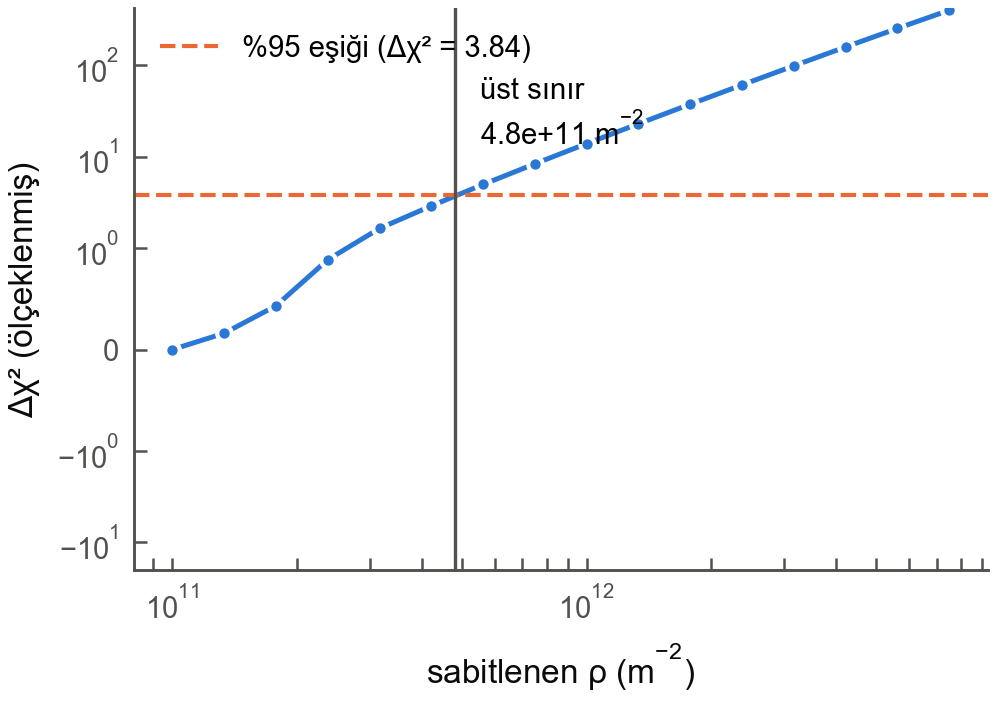 %95 eşiği (Δχ² = 3.84)
üst sınır
4.8e+11 m⁻²
Δχ² (ölçeklenmiş)
10²
10¹
10⁰
0
−10⁰
−10¹
10¹¹
10¹²
sabitlenen ρ (m⁻²)